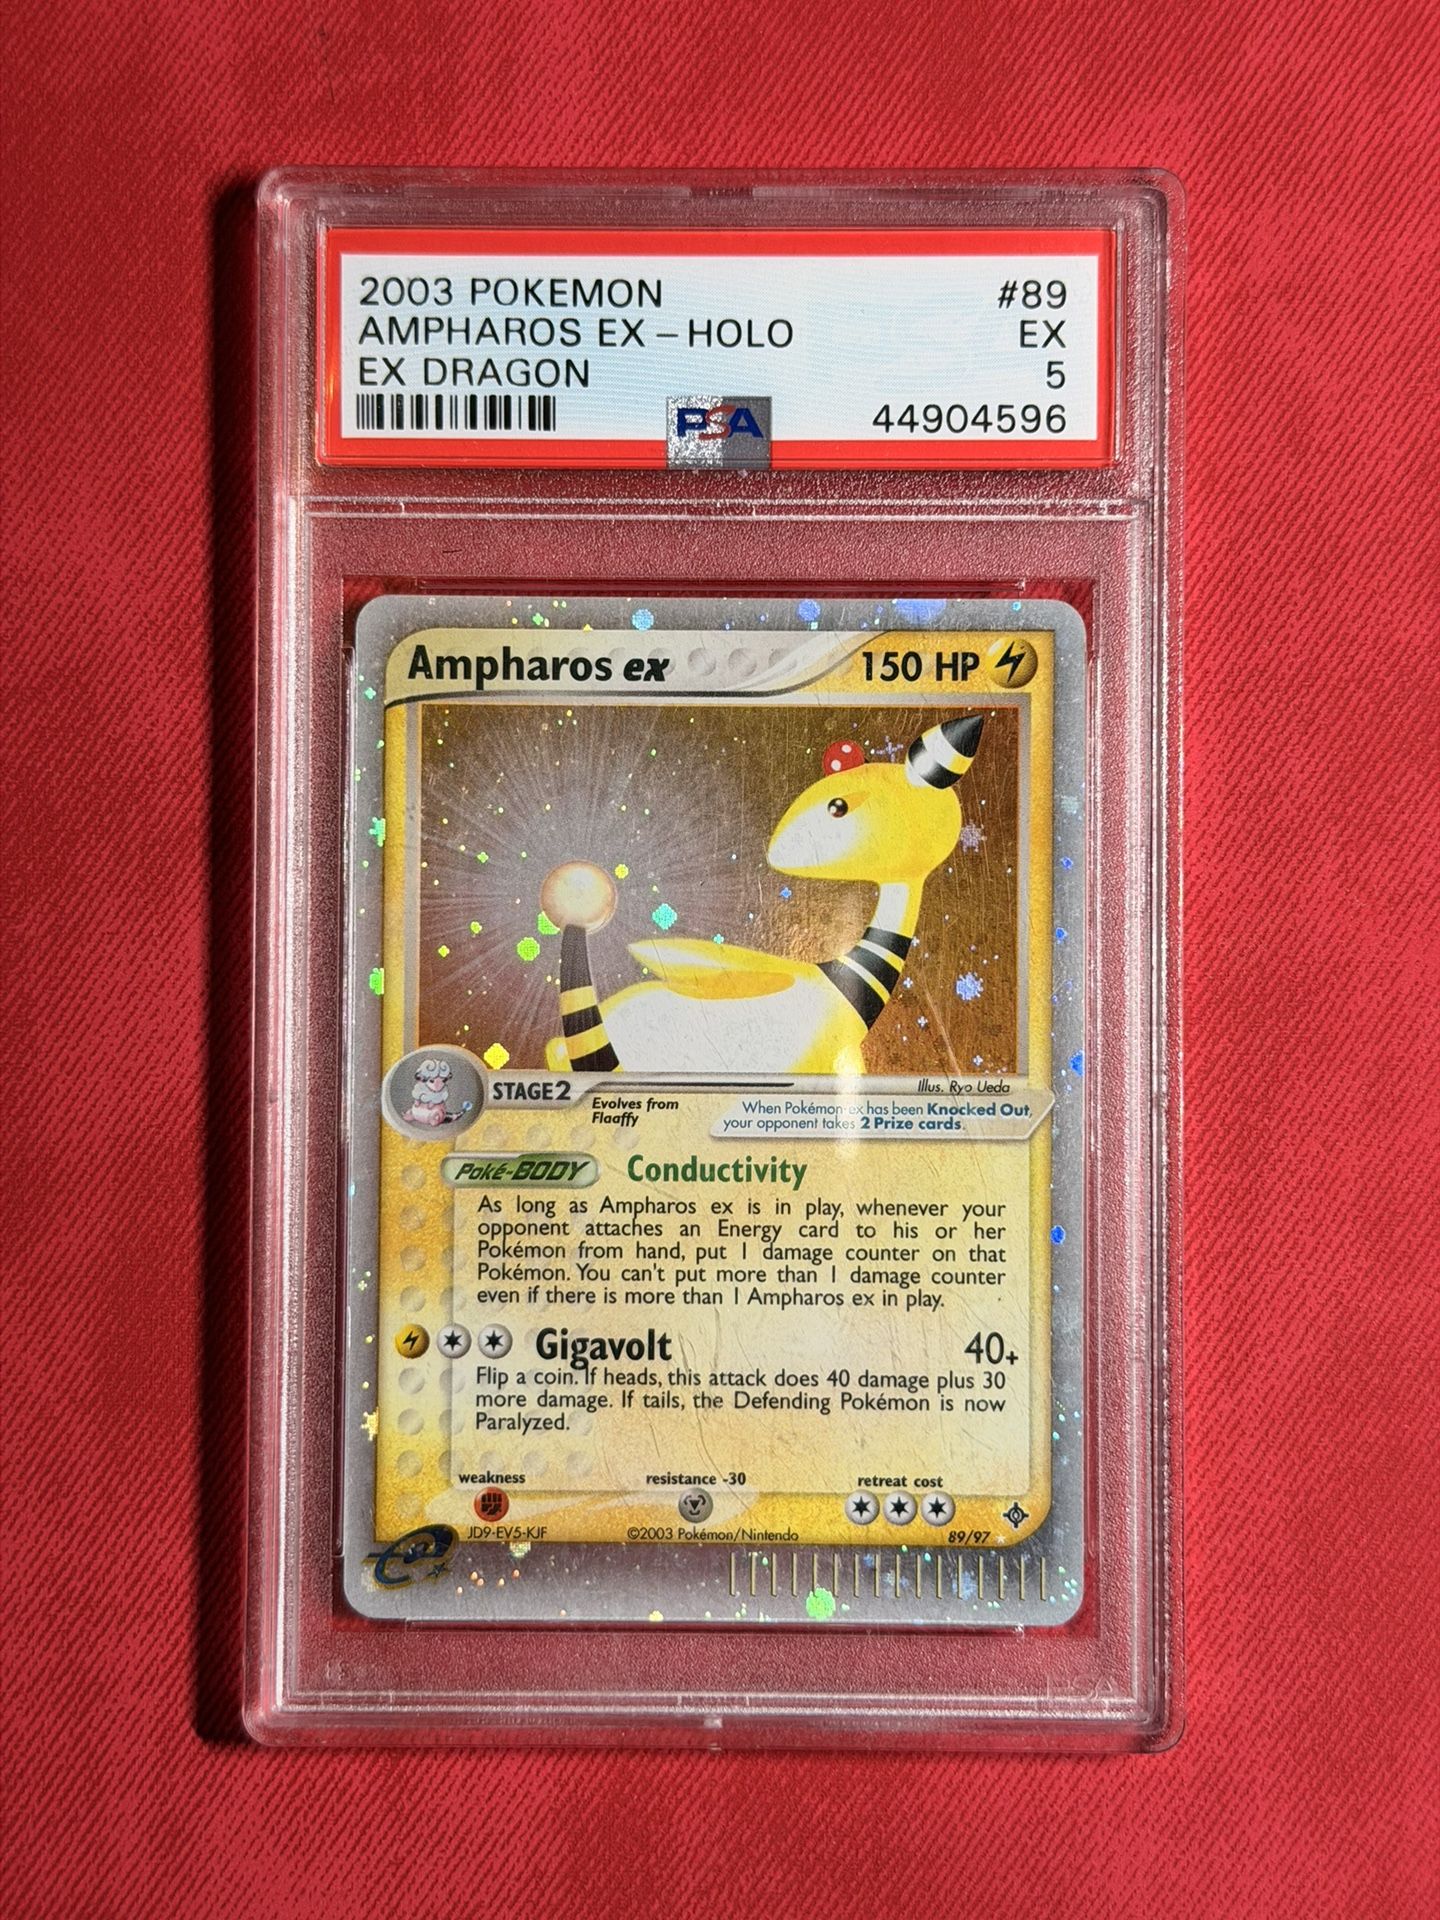 2003 POKEMON #89
AMPHAROS EX - HOLO EX
EX DRAGON 5
PSA 44904596
Ampharos ex 150 HP
Illus. Ryo Ueda
STAGE2
Evolves from
Flaaffy
When Pokémon-ex has been Knocked Out,
your opponent takes 2 Prize cards.
Poké-BODY Conductivity
As long as Ampharos ex is in play, whenever your
opponent attaches an Energy card to his or her
Pokémon from hand, put 1 damage counter on that
Pokémon. You can't put more than 1 damage counter
even if there is more than 1 Ampharos ex in play.
Gigavolt 40+
Flip a coin. If heads, this attack does 40 damage plus 30
more damage. If tails, the Defending Pokémon is now
Paralyzed.
weakness resistance -30 retreat cost
JD9-EV5-KJF ©2003 Pokémon/Nintendo 89/97
e
PSA